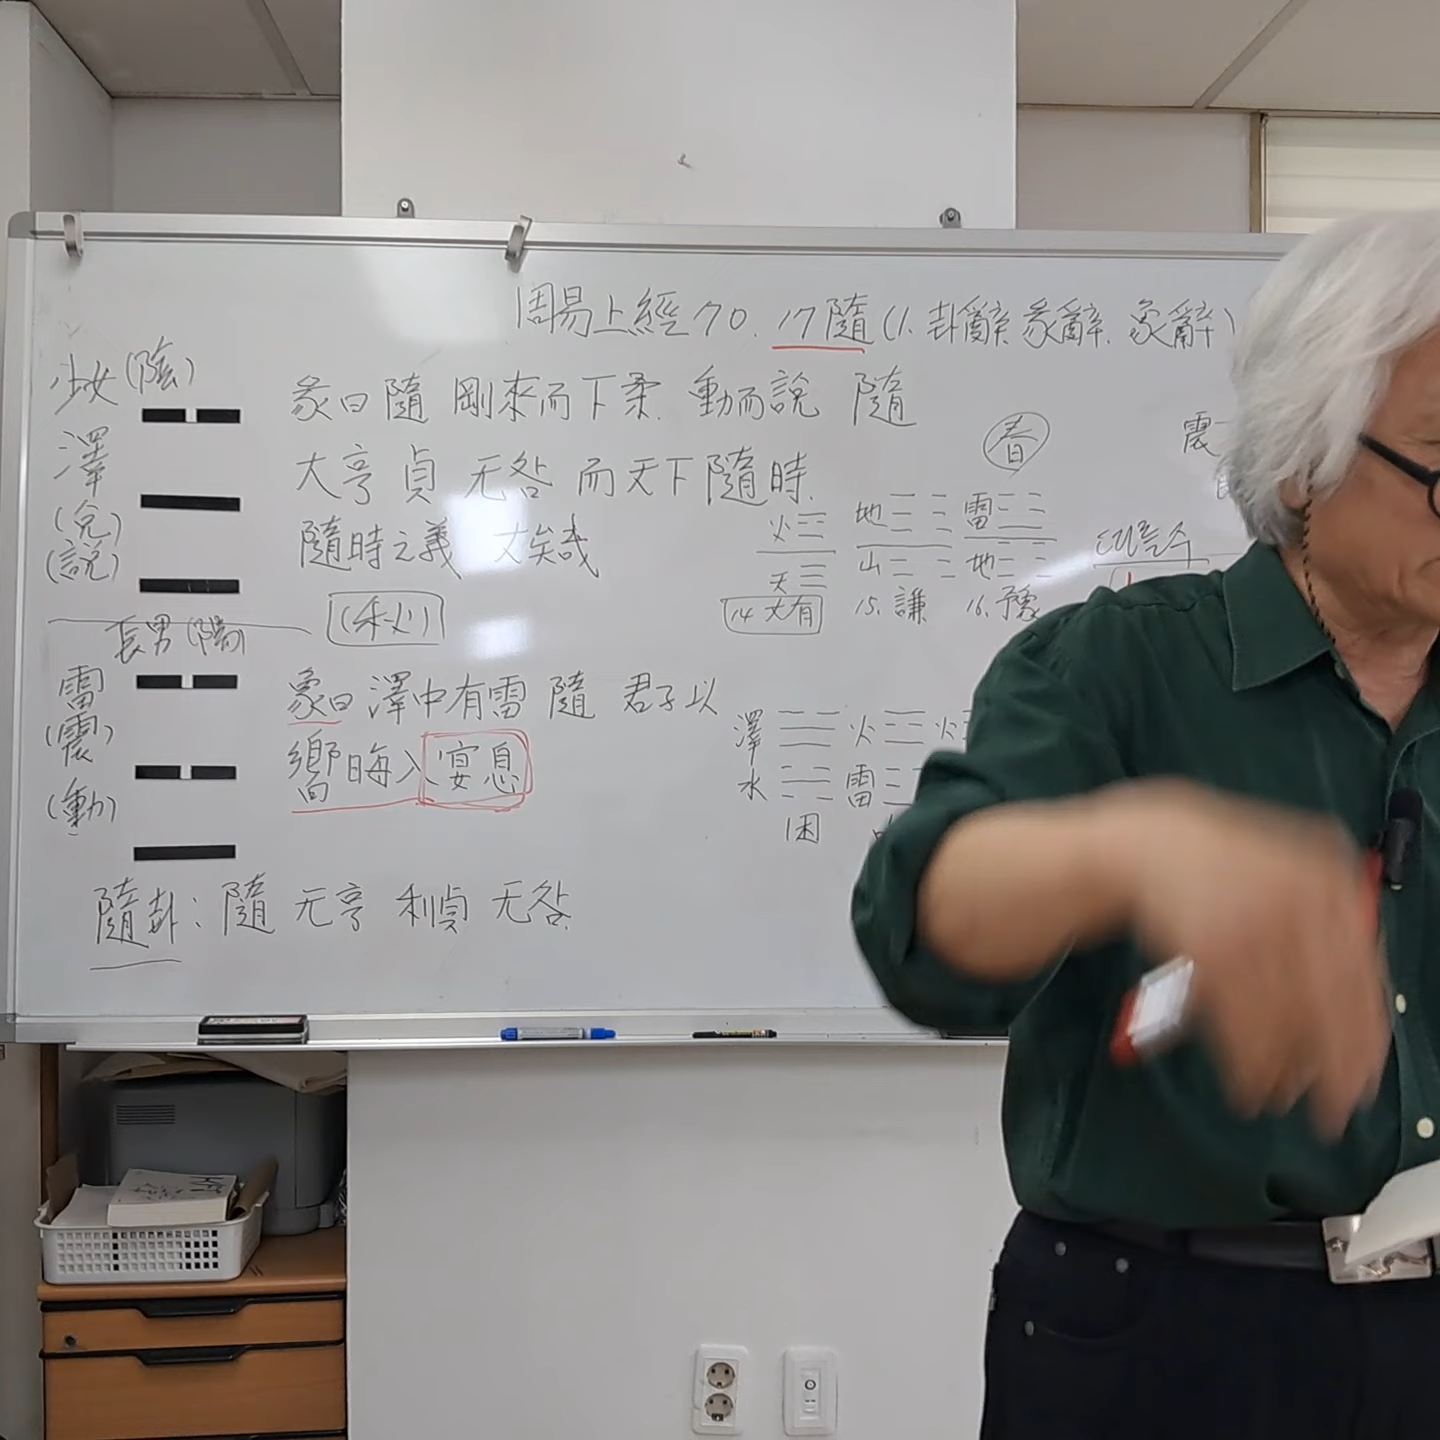 周易上經 70. 17 隨 (1. 卦辭. 彖辭. 象辭)
少女 (陰)
澤
(兌)
(說)
長男 (陽)
雷
(震)
(動)
彖曰 隨 剛來而下柔. 動而說 隨
大亨 貞 无咎 而天下隨時.
隨時之義 大矣哉
象曰 澤中有雷 隨 君子以
嚮晦入宴息
隨卦: 隨 元亨 利貞 无咎.
春
火 地 雷
天 山 地
14 大有 15. 謙 16. 豫
震
따를수
澤 火 火
水 雷
困